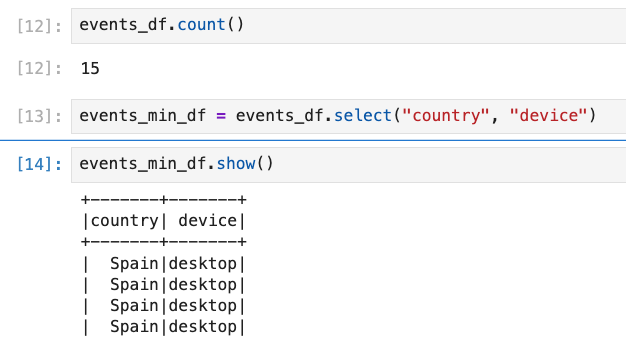 [12]: events_df.count()
[12]: 15
[13]: events_min_df = events_df.select("country", "device")
[14]: events_min_df.show()
+-------+-------+
|country| device|
+-------+-------+
|  Spain|desktop|
|  Spain|desktop|
|  Spain|desktop|
|  Spain|desktop|